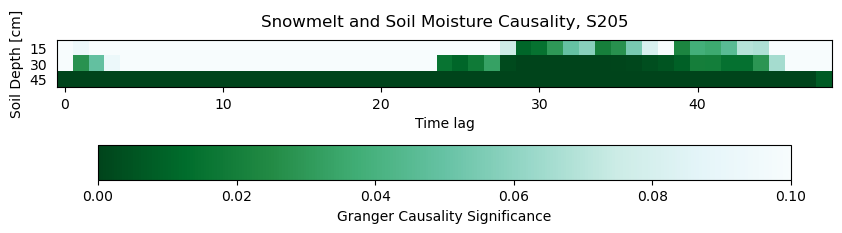 Snowmelt and Soil Moisture Causality, S205
Soil Depth [cm]
15
30
45
0 10 20 30 40
Time lag
0.00 0.02 0.04 0.06 0.08 0.10
Granger Causality Significance